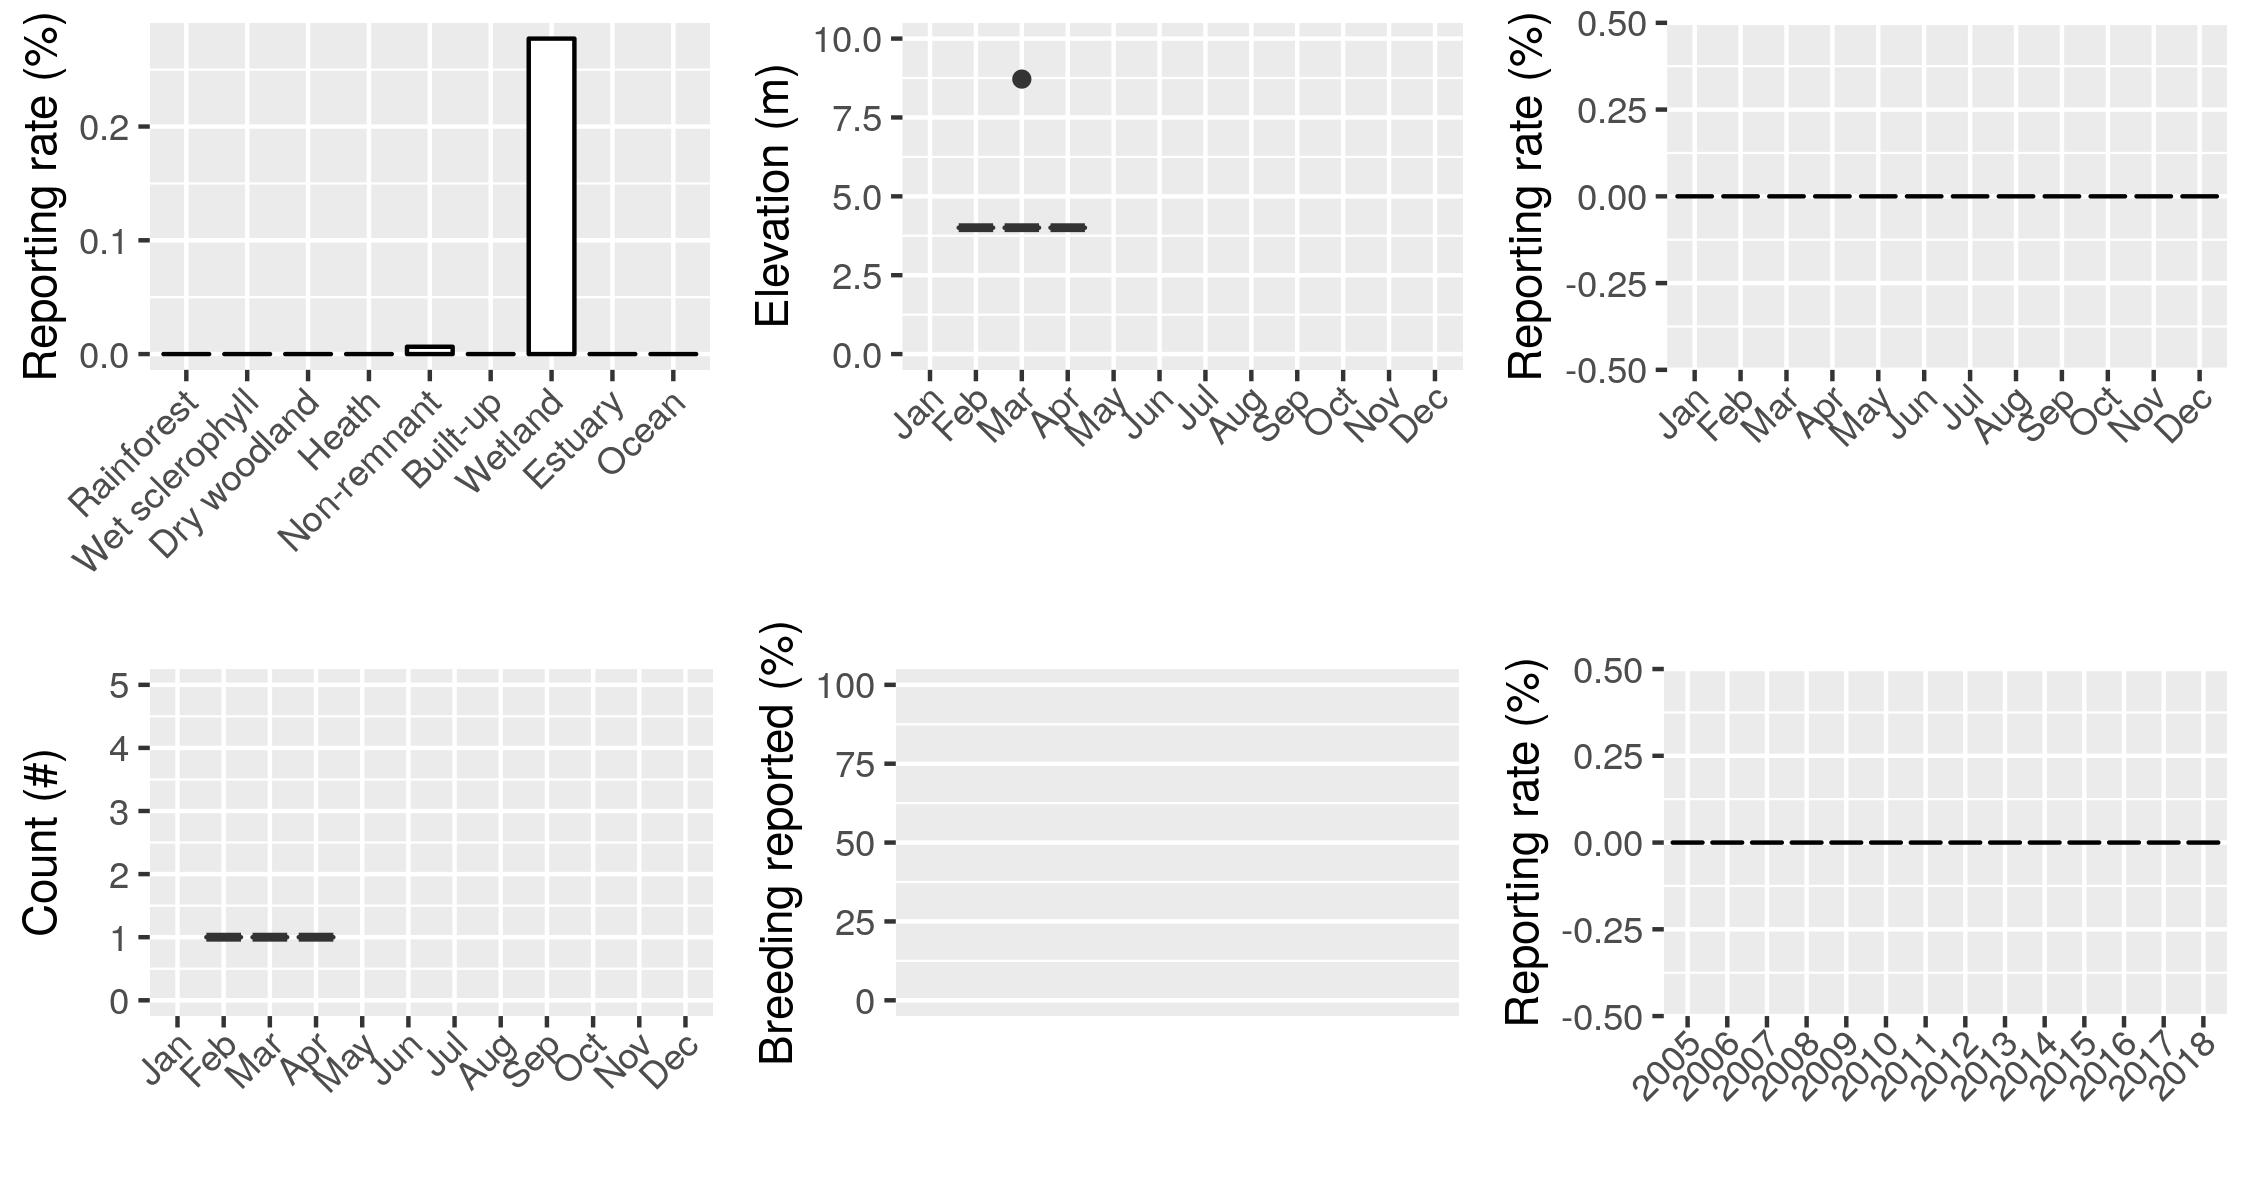 Reporting rate (%)
0.2
0.1
0.0
Rainforest
Wet sclerophyll
Dry woodland
Heath
Non-remnant
Built-up
Wetland
Estuary
Ocean
Elevation (m)
10.0
7.5
5.0
2.5
0.0
Jan
Feb
Mar
Apr
May
Jun
Jul
Aug
Sep
Oct
Nov
Dec
Reporting rate (%)
0.50
0.25
0.00
-0.25
-0.50
Jan
Feb
Mar
Apr
May
Jun
Jul
Aug
Sep
Oct
Nov
Dec
Count (#)
5
4
3
2
1
0
Jan
Feb
Mar
Apr
May
Jun
Jul
Aug
Sep
Oct
Nov
Dec
Breeding reported (%)
100
75
50
25
0
Reporting rate (%)
0.50
0.25
0.00
-0.25
-0.50
2005
2006
2007
2008
2009
2010
2011
2012
2013
2014
2015
2016
2017
2018